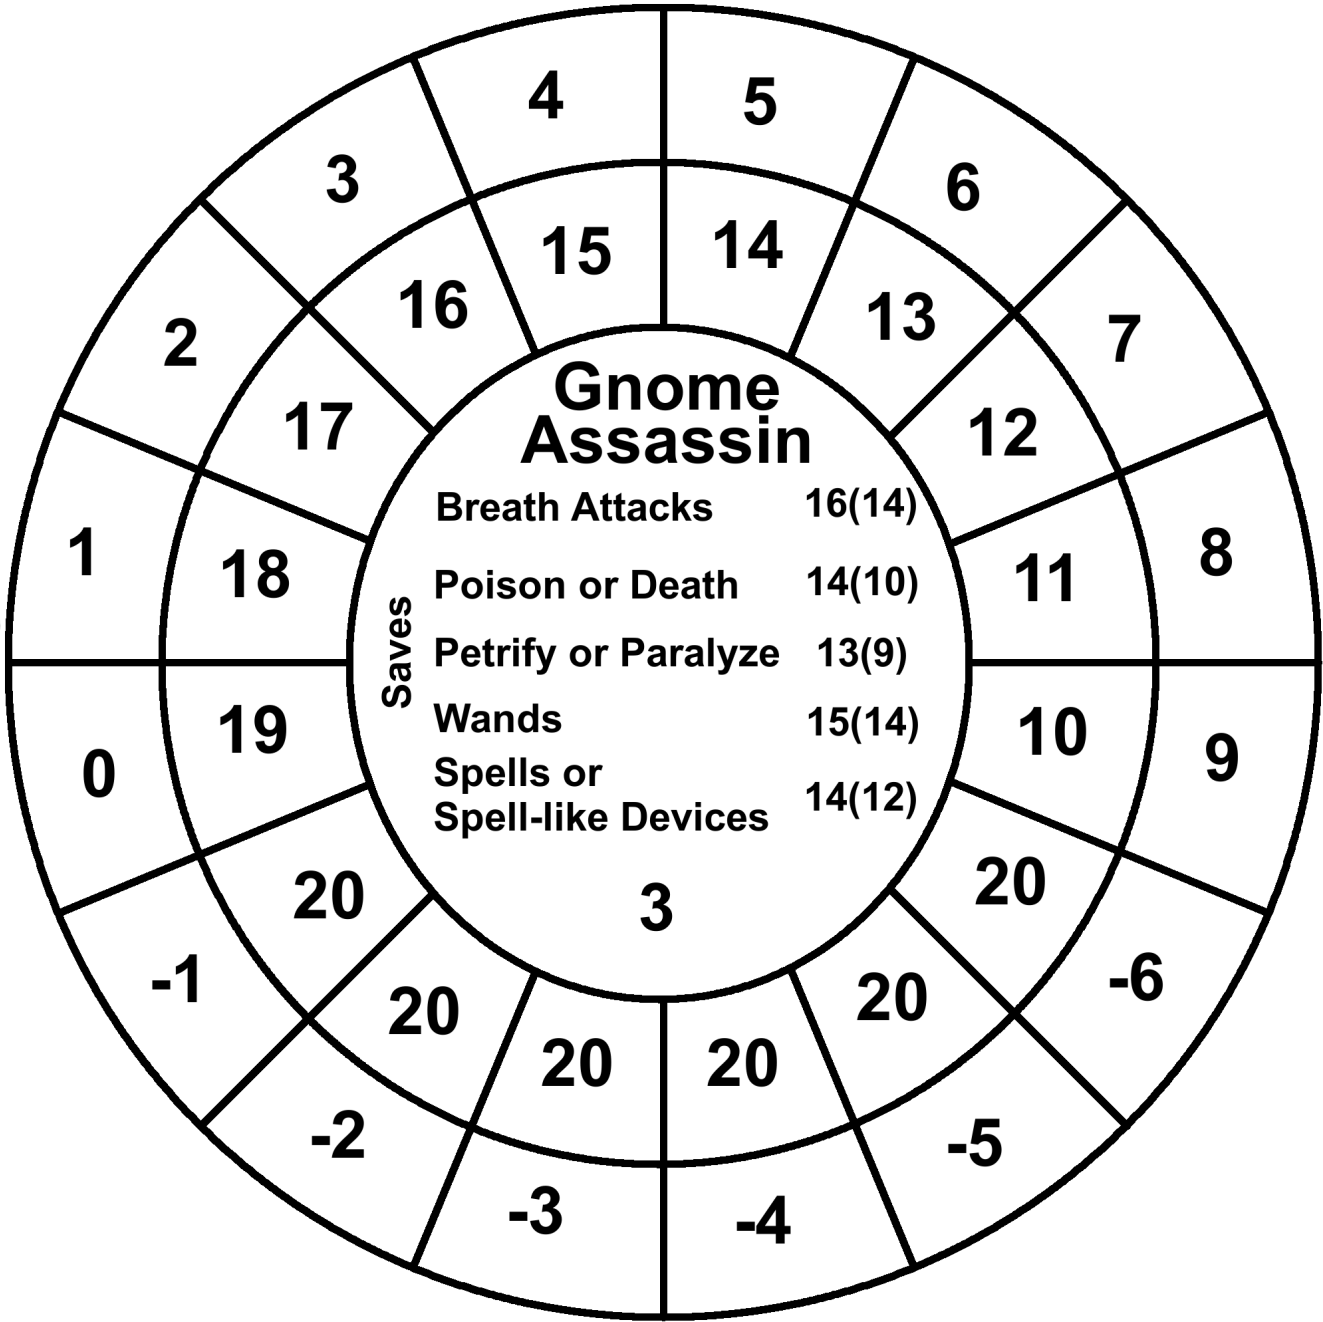 4 5
3 6
15 14
16 13
2 7
17 12
1 8
18 11
Gnome
Assassin
Saves
Breath Attacks 16(14)
Poison or Death 14(10)
Petrify or Paralyze 13(9)
Wands 15(14)
Spells or
Spell-like Devices 14(12)
3
19 10
0 9
20 20
-1 -6
20 20
20 20
-2 -5
-3 -4